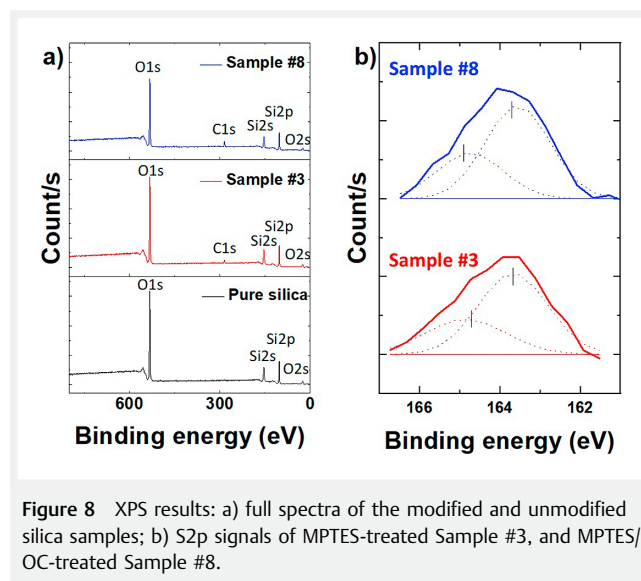 a)
Count/s
O1s
Sample #8
Si2p
C1s
Si2s
O2s
O1s
Sample #3
Si2p
C1s
Si2s
O2s
O1s
Pure silica
Si2p
Si2s
O2s
600 300 0
Binding energy (eV)
b)
Count/s
Sample #8
Sample #3
166 164 162
Binding energy (eV)
Figure 8 XPS results: a) full spectra of the modified and unmodified
silica samples; b) S2p signals of MPTES-treated Sample #3, and MPTES/
OC-treated Sample #8.